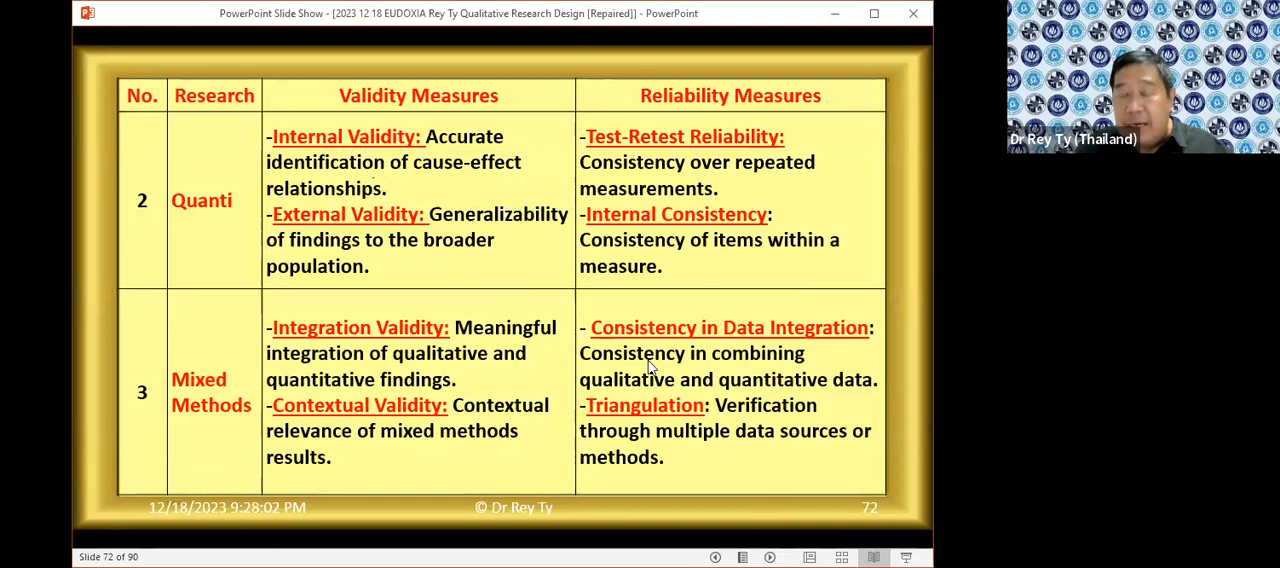 PowerPoint Slide Show - [2023 12 18 EUDOXIA Rey Ty Qualitative Research Design [Repaired]] - PowerPoint
No. Research Validity Measures Reliability Measures
2
Quanti
-Internal Validity: Accurate
identification of cause-effect
relationships.
-External Validity: Generalizability
of findings to the broader
population.
-Test-Retest Reliability:
Consistency over repeated
measurements.
-Internal Consistency:
Consistency of items within a
measure.
3
Mixed
Methods
-Integration Validity: Meaningful
integration of qualitative and
quantitative findings.
-Contextual Validity: Contextual
relevance of mixed methods
results.
- Consistency in Data Integration:
Consistency in combining
qualitative and quantitative data.
-Triangulation: Verification
through multiple data sources or
methods.
12/18/2023 9:28:02 PM © Dr Rey Ty 72
Slide 72 of 90
Dr Rey Ty (Thailand)